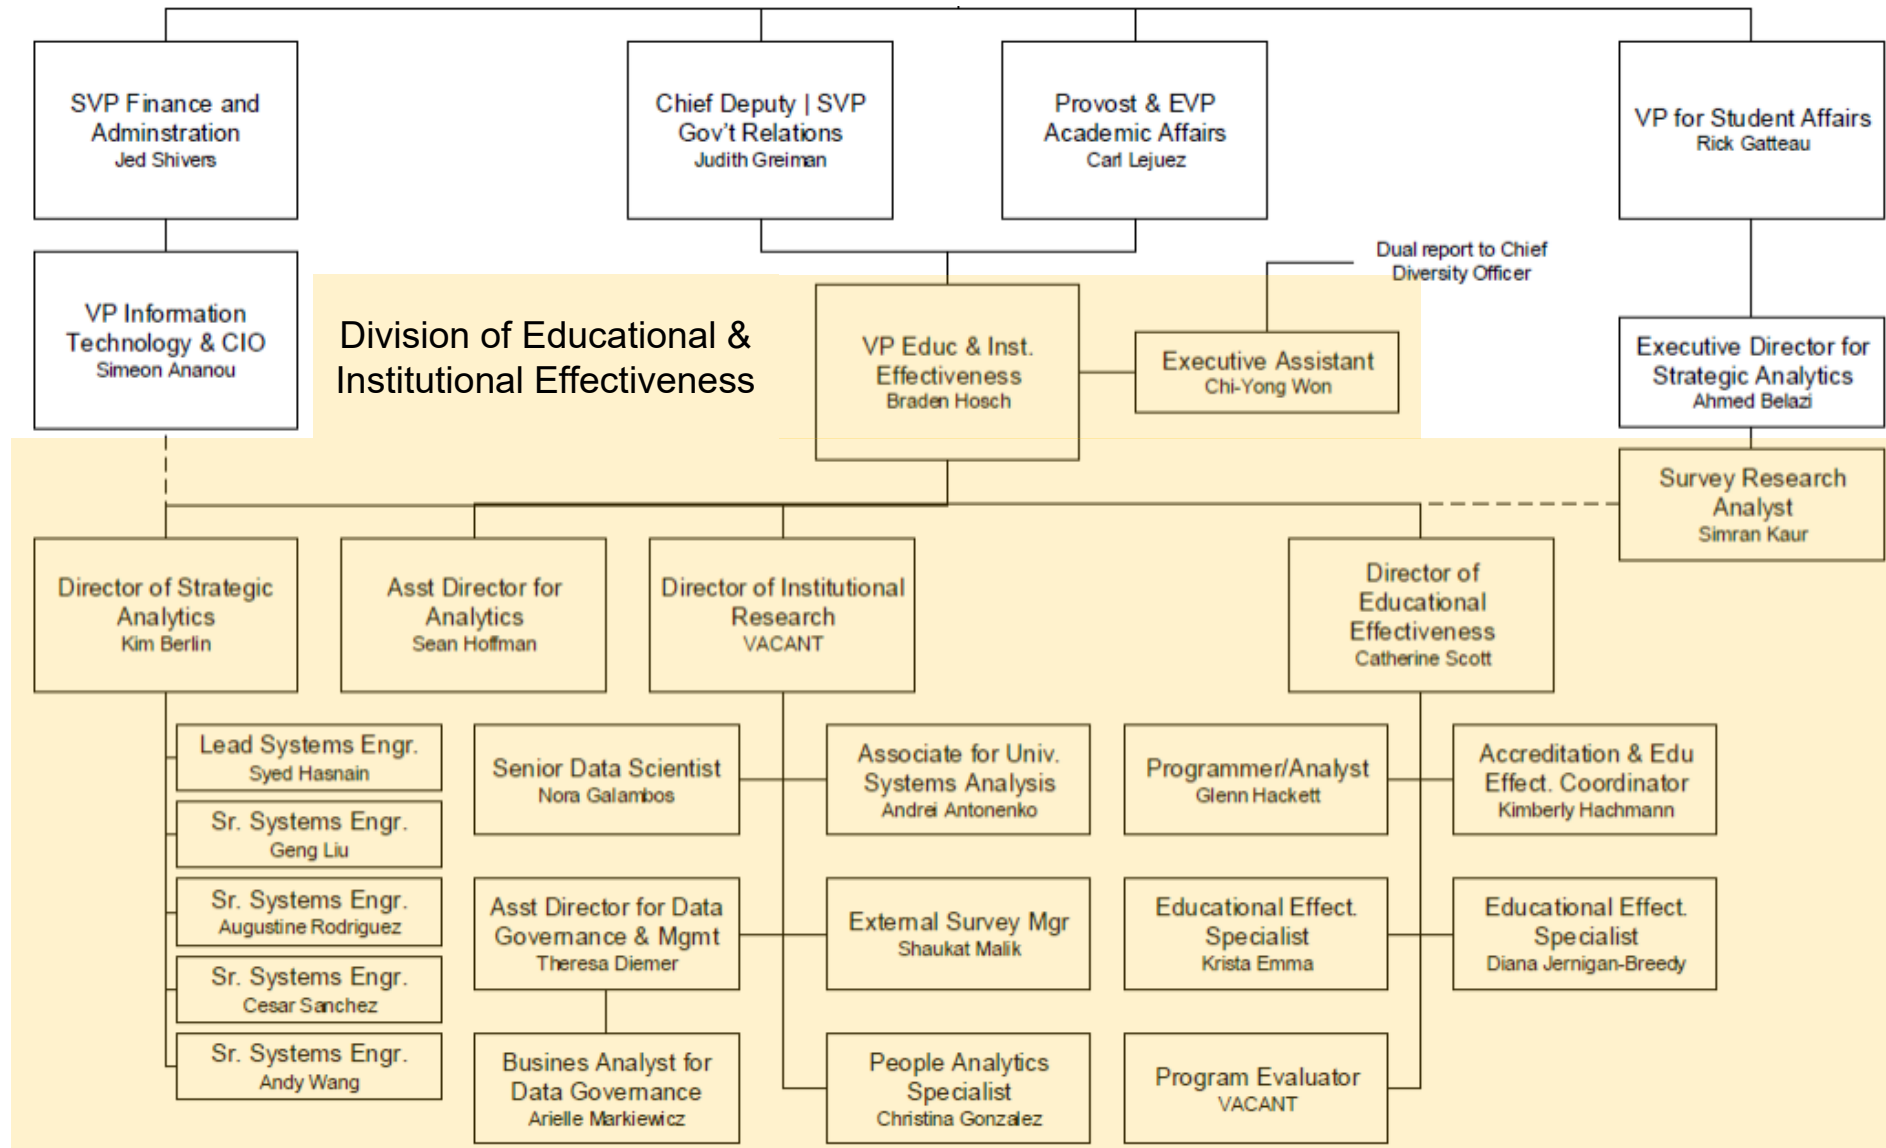 SVP Finance and
Adminstration
Jed Shivers
Chief Deputy | SVP
Gov't Relations
Judith Greiman
Provost & EVP
Academic Affairs
Carl Lejuez
VP for Student Affairs
Rick Gatteau
Dual report to Chief
Diversity Officer
VP Information
Technology & CIO
Simeon Ananou
Division of Educational &
Institutional Effectiveness
VP Educ & Inst.
Effectiveness
Braden Hosch
Executive Assistant
Chi-Yong Won
Executive Director for
Strategic Analytics
Ahmed Belazi
Survey Research
Analyst
Simran Kaur
Director of Strategic
Analytics
Kim Berlin
Asst Director for
Analytics
Sean Hoffman
Director of Institutional
Research
VACANT
Director of
Educational
Effectiveness
Catherine Scott
Lead Systems Engr.
Syed Hasnain
Sr. Systems Engr.
Geng Liu
Sr. Systems Engr.
Augustine Rodriguez
Sr. Systems Engr.
Cesar Sanchez
Sr. Systems Engr.
Andy Wang
Senior Data Scientist
Nora Galambos
Associate for Univ.
Systems Analysis
Andrei Antonenko
Asst Director for Data
Governance & Mgmt
Theresa Diemer
External Survey Mgr
Shaukat Malik
Busines Analyst for
Data Governance
Arielle Markiewicz
People Analytics
Specialist
Christina Gonzalez
Programmer/Analyst
Glenn Hackett
Accreditation & Edu
Effect. Coordinator
Kimberly Hachmann
Educational Effect.
Specialist
Krista Emma
Educational Effect.
Specialist
Diana Jernigan-Breedy
Program Evaluator
VACANT